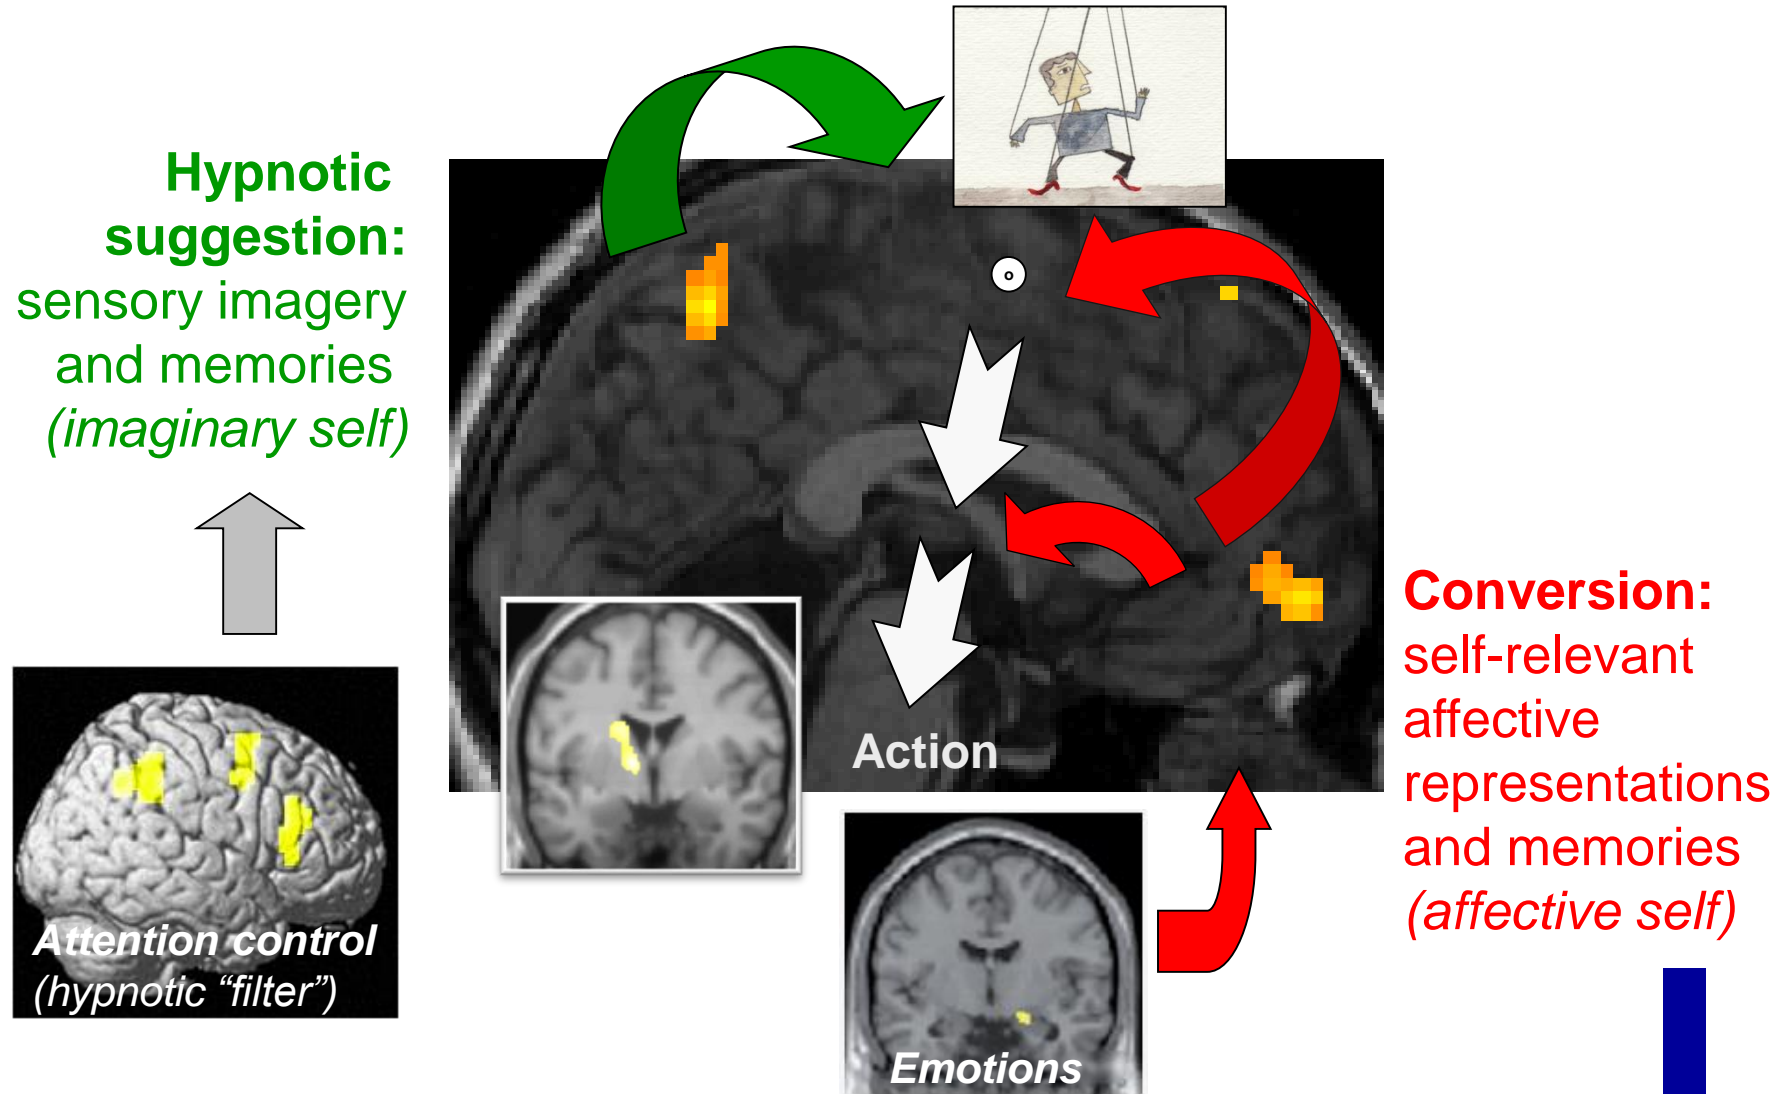 Hypnotic
suggestion:
sensory imagery
and memories
(imaginary self)
o
Action
Conversion:
self-relevant
affective
representations
and memories
(affective self)
Attention control
(hypnotic “filter”)
Emotions